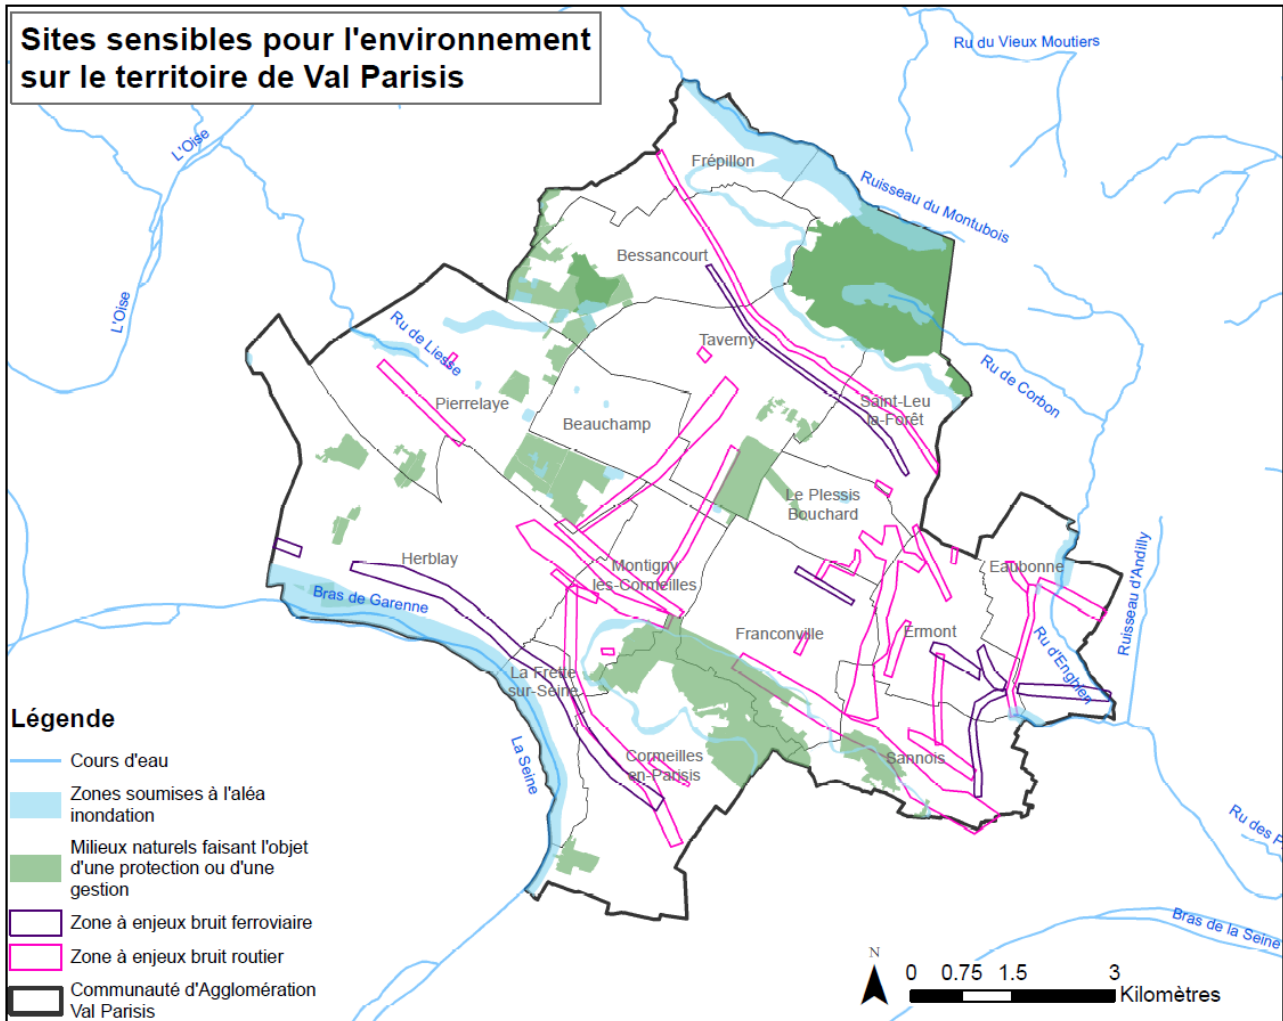 Sites sensibles pour l'environnement
sur le territoire de Val Parisis
Ru du Vieux Moutiers
L'Oise
Frépillon
Ruisseau du Montubois
Bessancourt
L'Oise
Ru de Liesse
Taverny
Ru de Corbon
Pierrelaye
Saint-Leu
la-Forêt
Beauchamp
Le Plessis
Bouchard
Herblay
Montigny
lès-Cormeilles
Eaubonne
Ruisseau d'Andilly
Bras de Garenne
Franconville
Ermont
Ru d'Enghien
La Frette
sur-Seine
La Seine
Cormeilles
en-Parisis
Sannois
Ru des
Bras de la Seine
Légende
Cours d'eau
Zones soumises à l'aléa
inondation
Milieux naturels faisant l'objet
d'une protection ou d'une
gestion
Zone à enjeux bruit ferroviaire
Zone à enjeux bruit routier
Communauté d'Agglomération
Val Parisis
N
0 0.75 1.5 3
Kilomètres